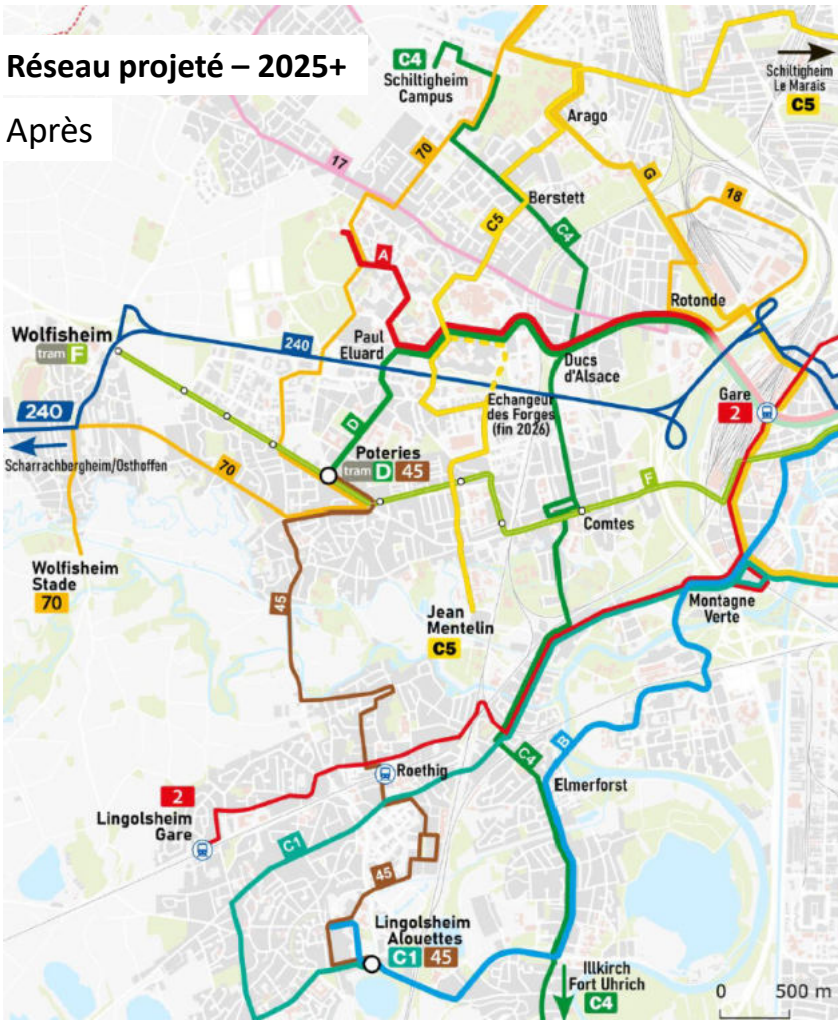 Réseau projeté – 2025+
Après
C4
Schiltigheim
Campus
Schiltigheim
Le Marais
C5
Arago
70
17
G
Berstett
18
C5
C4
A
Rotonde
Wolfisheim
tram F
240
Paul
Eluard
Ducs
d'Alsace
Gare
2
Echangeur
des Forges
(fin 2026)
240
D
Scharrachbergheim/Osthoffen
Poteries
tram D 45
70
F
Comtes
Wolfisheim
Stade
70
45
Jean
Mentelin
C5
Montagne
Verte
C4
B
Roethig
Elmerforst
2
Lingolsheim
Gare
C1
45
Lingolsheim
Alouettes
C1 45
Illkirch
Fort Uhrich
C4
0 500 m